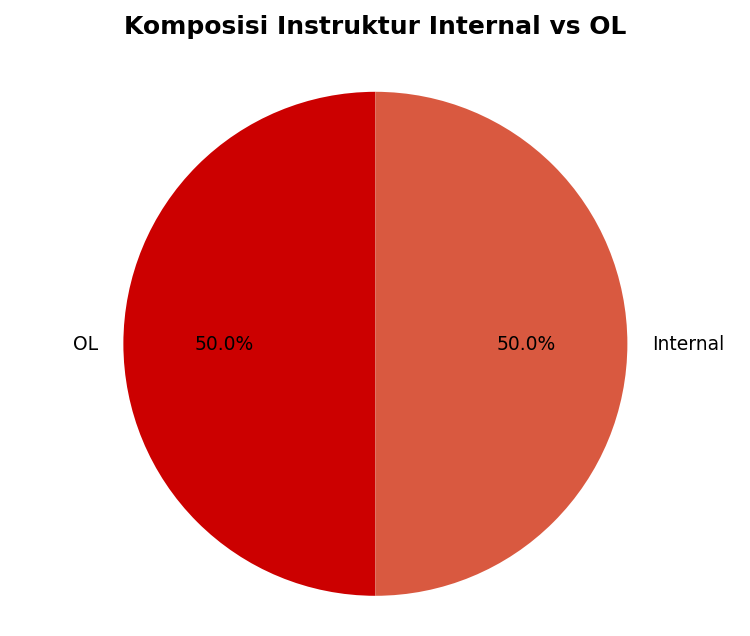 Komposisi Instruktur Internal vs OL
OL
50.0%
50.0%
Internal